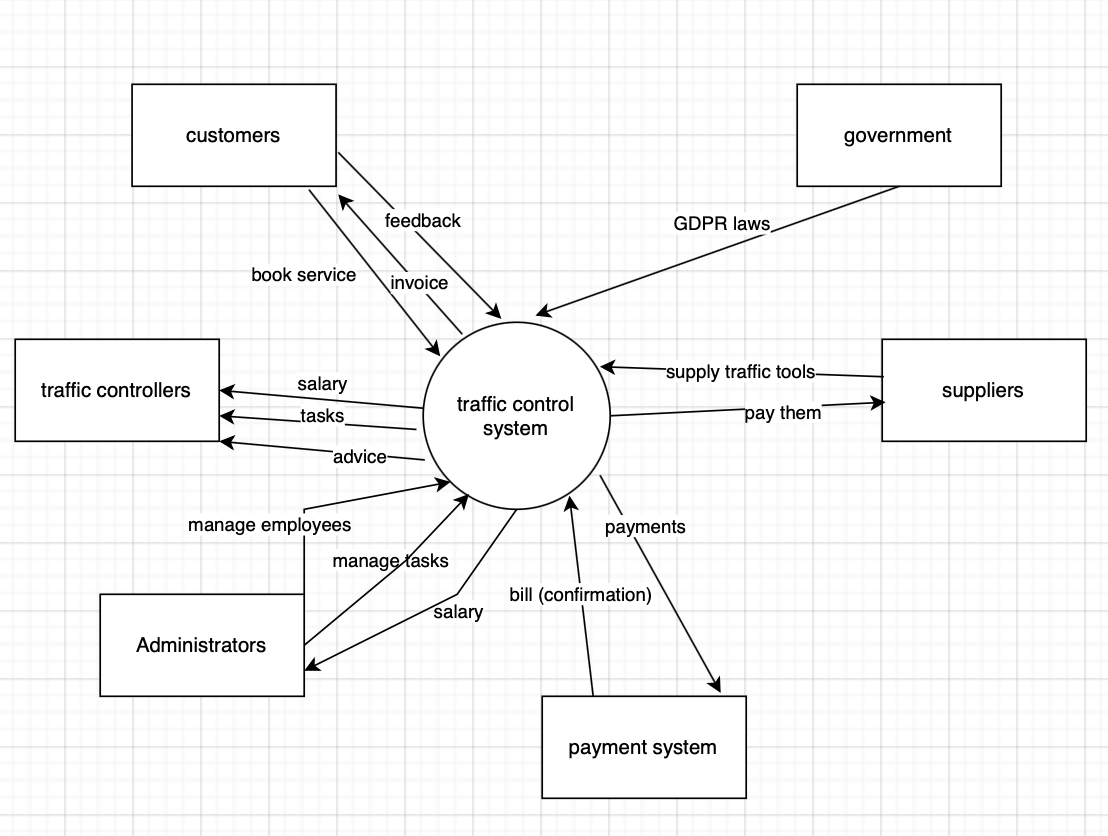 customers
government
feedback
GDPR laws
book service
invoice
traffic controllers
salary
tasks
advice
traffic control
system
supply traffic tools
pay them
suppliers
manage employees
manage tasks
salary
payments
bill (confirmation)
Administrators
payment system